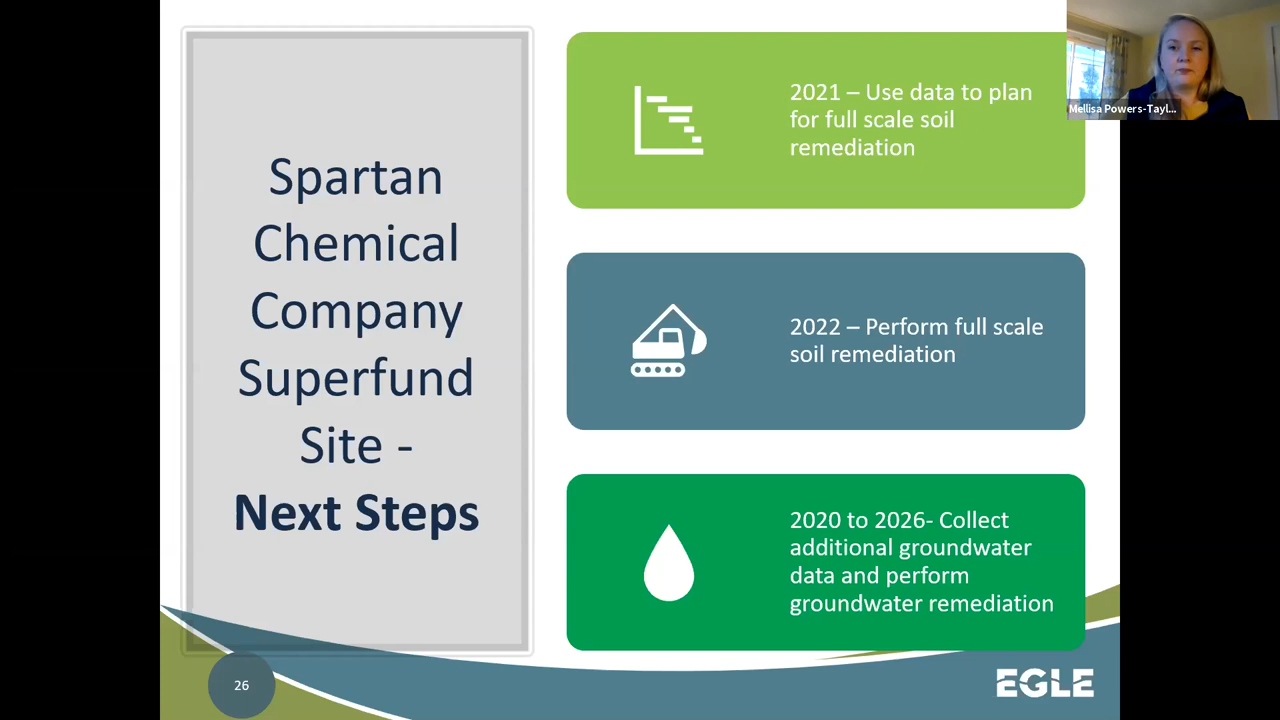 Spartan
Chemical
Company
Superfund
Site -
Next Steps
2021 – Use data to plan
for full scale soil
remediation
2022 – Perform full scale
soil remediation
2020 to 2026- Collect
additional groundwater
data and perform
groundwater remediation
Mellisa Powers-Tayl...
26
EGLE